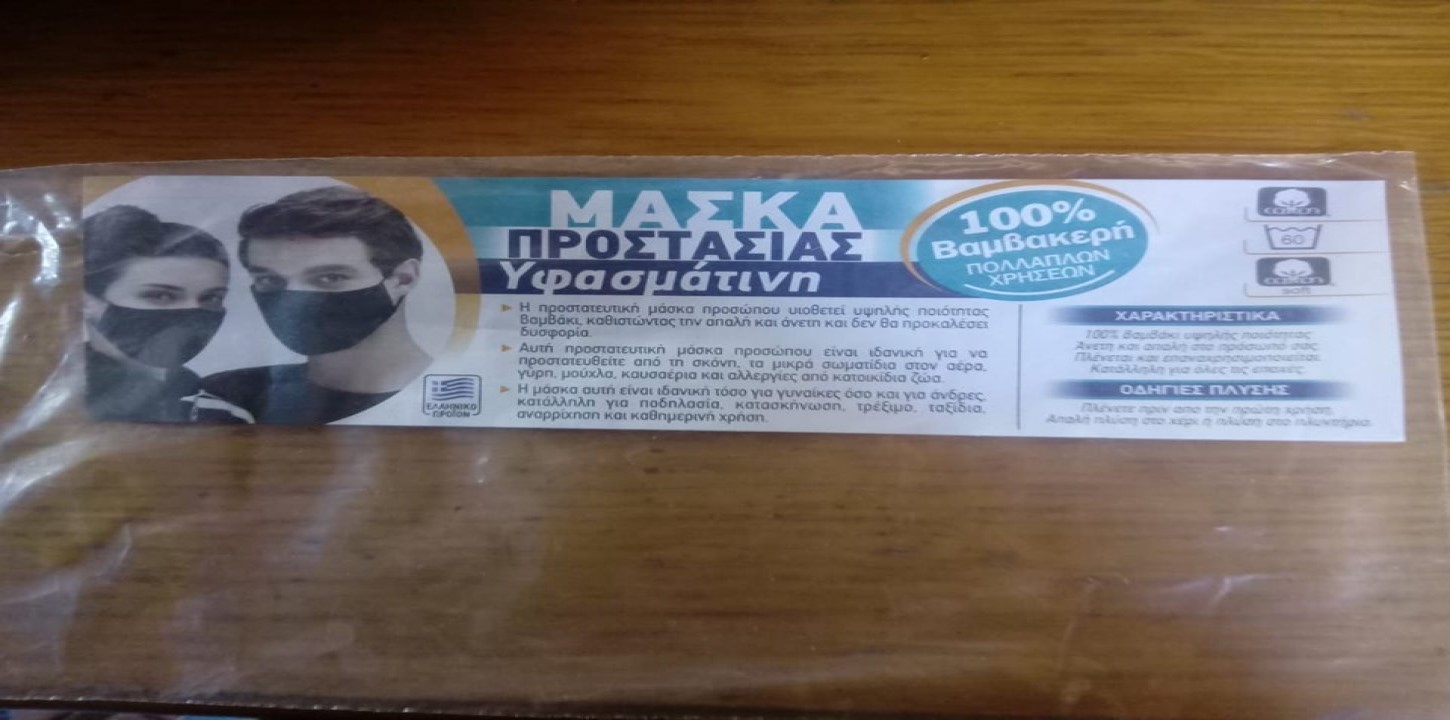 ΜΑΣΚΑ
ΠΡΟΣΤΑΣΙΑΣ
Υφασμάτινη
100%
Βαμβακερή
ΠΟΛΛΑΠΛΩΝ
ΧΡΗΣΕΩΝ
cotton
60
cotton
soft
Η προστατευτική μάσκα προσώπου υιοθετεί υψηλής ποιότητας
βαμβάκι, καθιστώντας την απαλή και άνετη και δεν θα προκαλέσει
δυσφορία.
Αυτή προστατευτική μάσκα προσώπου είναι ιδανική για να
προστατευθείτε από τη σκόνη, τα μικρά σωματίδια στον αέρα,
γύρη, μούχλα, καυσαέρια και αλλεργίες από κατοικίδια ζώα.
Η μάσκα αυτή είναι ιδανική τόσο για γυναίκες όσο και για άνδρες,
κατάλληλη για ποδηλασία, κατασκήνωση, τρέξιμο, ταξίδια,
αναρρίχηση και καθημερινή χρήση.
ΕΛΛΗΝΙΚΟ
ΠΡΟΪΟΝ
ΧΑΡΑΚΤΗΡΙΣΤΙΚΑ
100% Βαμβάκι υψηλής ποιότητας
Άνετη και απαλή στο πρόσωπό σας
Πλένεται και επαναχρησιμοποιείται
Κατάλληλη για όλες τις εποχές
ΟΔΗΓΙΕΣ ΠΛΥΣΗΣ
Πλένετε πριν από την πρώτη χρήση.
Απαλή πλύση στο χέρι ή πλύση στο πλυντήριο.